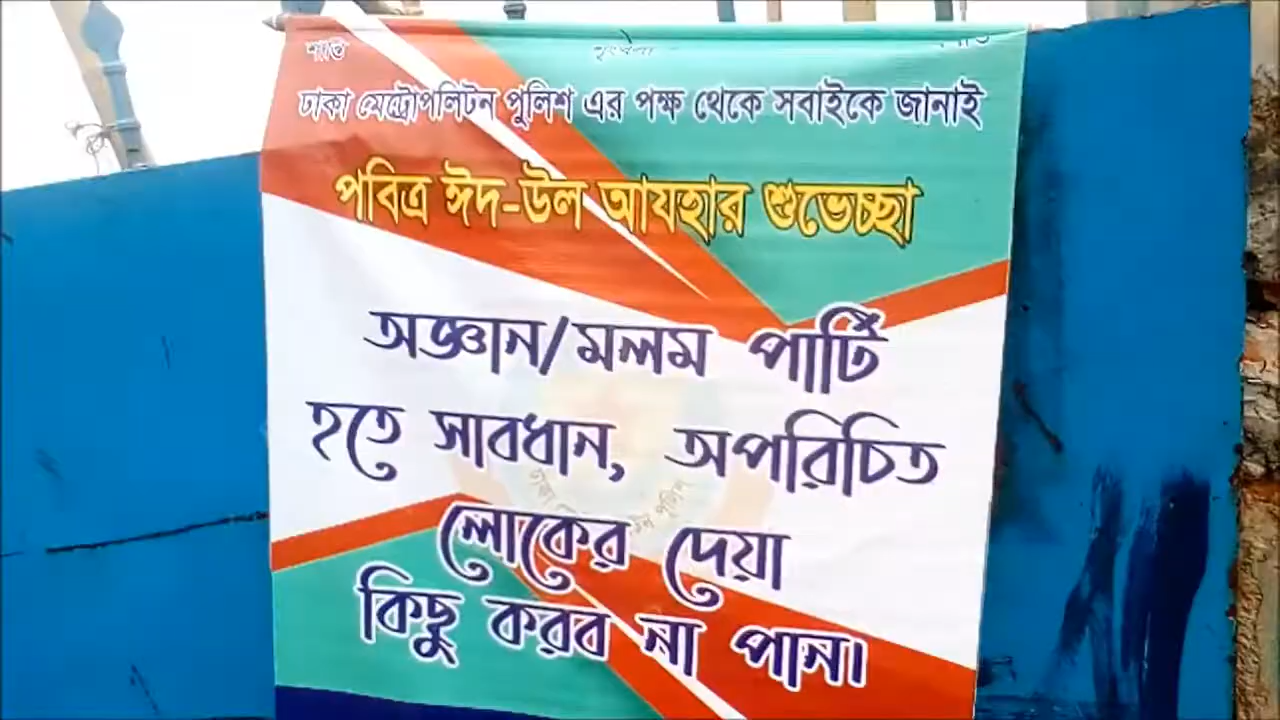 ঢাকা মেট্রোপলিটন পুলিশ এর পক্ষ থেকে সবাইকে জানাই
পবিত্র ঈদ-উল আযহার শুভেচ্ছা
অজ্ঞান/মলম পার্টি
হতে সাবধান, অপরিচিত
লোকের দেয়া
কিছু করব না পান।